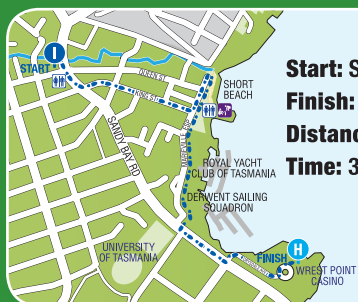 I
START
QUEEN ST
KING ST
SHORT
BEACH
SANDY BAY RD
MARIEVILLE
ROYAL YACHT
CLUB OF TASMANIA
DERWENT SAILING
SQUADRON
UNIVERSITY
OF TASMANIA
FINISH
H
WREST POINT
CASINO
Start: S
Finish:
Distanc
Time: 3